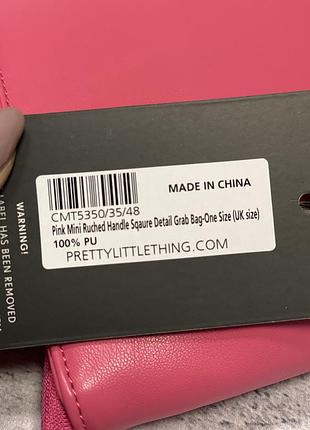 MADE IN CHINA
CMT5350/35/48
Pink Mini Ruched Handle Sqaure Detail Grab Bag-One Size (UK size)
100% PU
PRETTYLITTLETHING.COM
WARNING!
LABEL HAS BEEN REMOVED